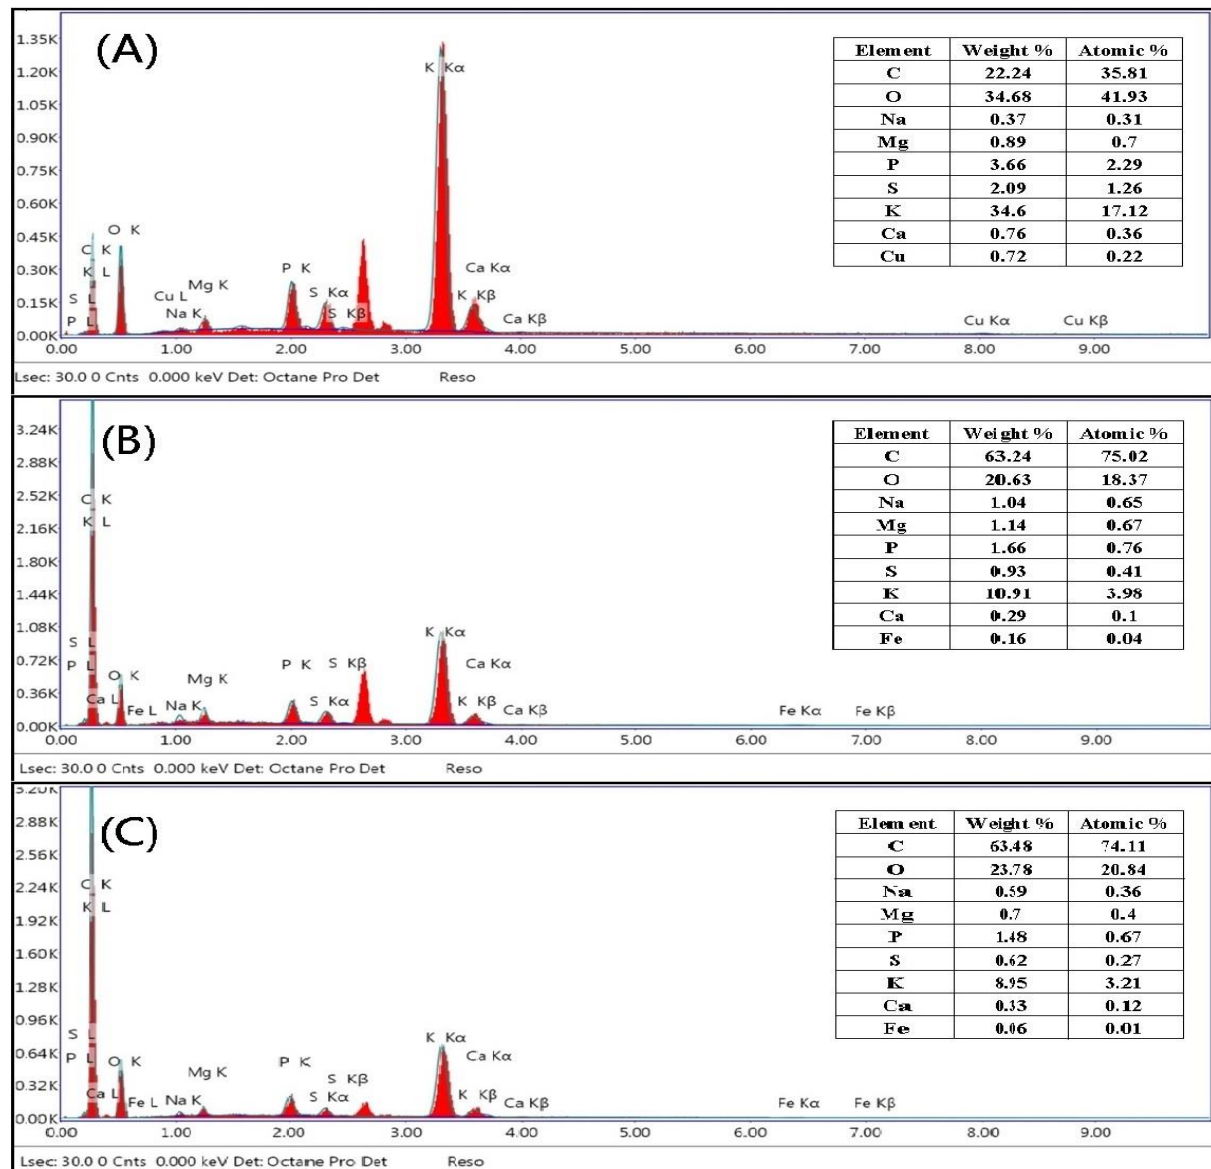 (A)
1.35K
1.20K
1.05K
0.90K
0.75K
0.60K
0.45K
0.30K
0.15K
0.00K
O K
C K
K L
S L
P L
Cu L
Na K
Mg K
P K
S Kα
S Kβ
K Kα
Ca Kα
K Kβ
Ca Kβ
Cu Kα
Cu Kβ
0.00 1.00 2.00 3.00 4.00 5.00 6.00 7.00 8.00 9.00
Lsec: 30.0 0 Cnts 0.000 keV Det: Octane Pro Det Reso
Element Weight % Atomic %
C 22.24 35.81
O 34.68 41.93
Na 0.37 0.31
Mg 0.89 0.7
P 3.66 2.29
S 2.09 1.26
K 34.6 17.12
Ca 0.76 0.36
Cu 0.72 0.22
(B)
3.24K
2.88K
2.52K
2.16K
1.80K
1.44K
1.08K
0.72K
0.36K
0.00K
C K
K L
S L
P L
Ca L
O K
Fe L
Na K
Mg K
P K
S Kβ
S Kα
K Kα
Ca Kα
K Kβ
Ca Kβ
Fe Kα
Fe Kβ
0.00 1.00 2.00 3.00 4.00 5.00 6.00 7.00 8.00 9.00
Lsec: 30.0 0 Cnts 0.000 keV Det: Octane Pro Det Reso
Element Weight % Atomic %
C 63.24 75.02
O 20.63 18.37
Na 1.04 0.65
Mg 1.14 0.67
P 1.66 0.76
S 0.93 0.41
K 10.91 3.98
Ca 0.29 0.1
Fe 0.16 0.04
(C)
3.20K
2.88K
2.56K
2.24K
1.92K
1.60K
1.28K
0.96K
0.64K
0.32K
0.00K
C K
K L
S L
P L
Ca L
O K
Fe L
Na K
Mg K
P K
S Kβ
S Kα
K Kα
Ca Kα
K Kβ
Ca Kβ
Fe Kα
Fe Kβ
0.00 1.00 2.00 3.00 4.00 5.00 6.00 7.00 8.00 9.00
Lsec: 30.0 0 Cnts 0.000 keV Det: Octane Pro Det Reso
Element Weight % Atomic %
C 63.48 74.11
O 23.78 20.84
Na 0.59 0.36
Mg 0.7 0.4
P 1.48 0.67
S 0.62 0.27
K 8.95 3.21
Ca 0.33 0.12
Fe 0.06 0.01